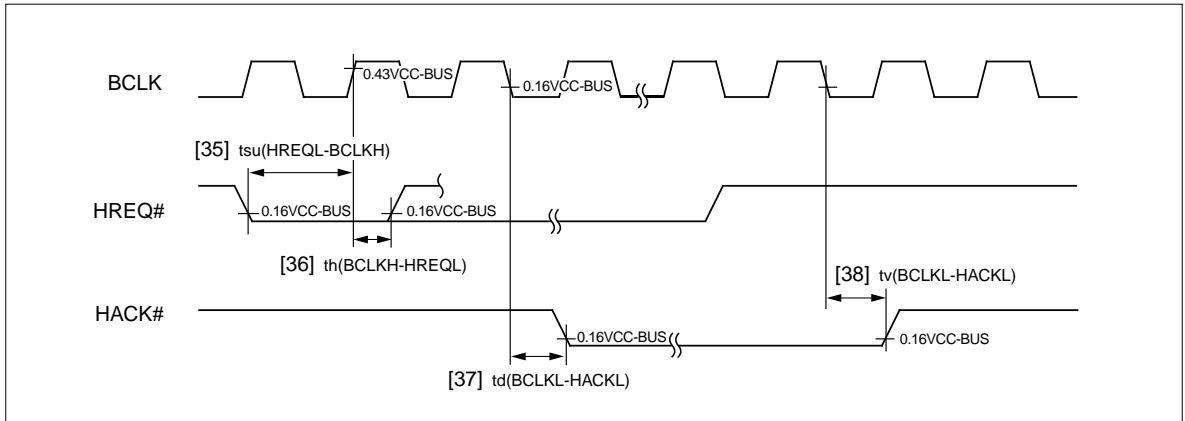 BCLK
0.43VCC-BUS
0.16VCC-BUS
[35] tsu(HREQL-BCLKH)
HREQ#
0.16VCC-BUS
0.16VCC-BUS
[36] th(BCLKH-HREQL)
[38] tv(BCLKL-HACKL)
HACK#
0.16VCC-BUS
0.16VCC-BUS
[37] td(BCLKL-HACKL)